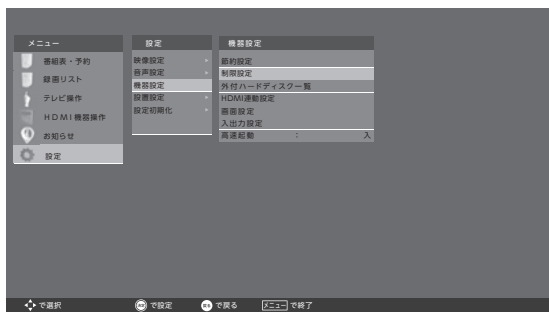 メニュー
番組表・予約
録画リスト
テレビ操作
HDMI機器操作
お知らせ
設定
設定
映像設定
音声設定
機器設定
設置設定
設定初期化
機器設定
節約設定
制限設定
外付ハードディスク一覧
HDMI連動設定
画面設定
入出力設定
高速起動 : 入
で選択 決定 で設定 戻る で戻る メニュー で終了